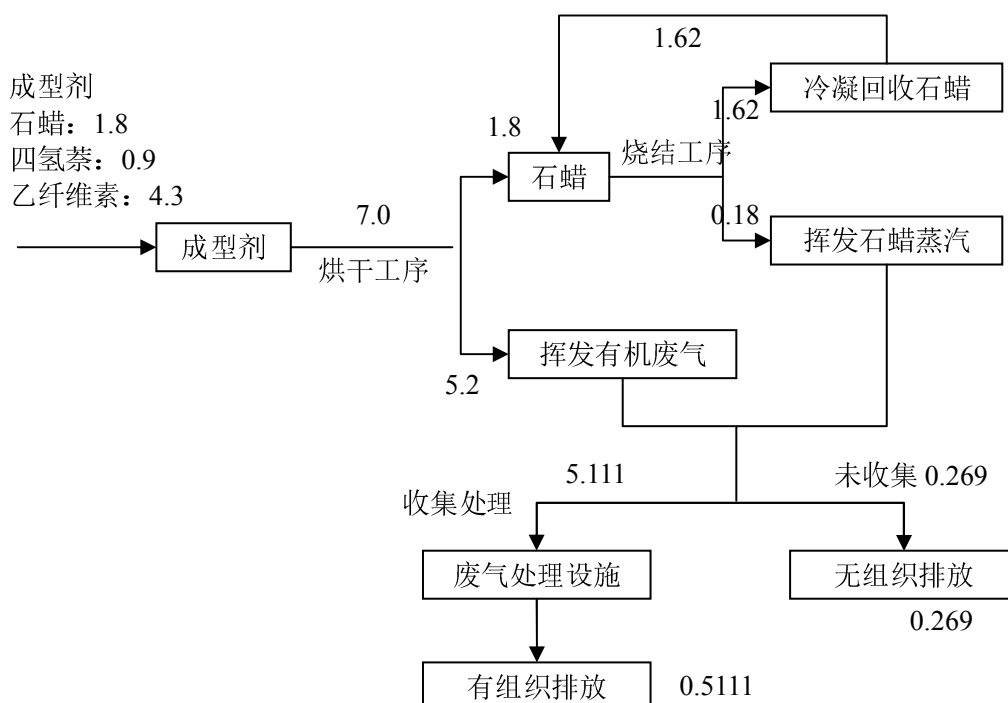 1.62
成型剂
石蜡：1.8
四氢萘：0.9
乙纤维素：4.3
冷凝回收石蜡
1.62
1.8
烧结工序
石蜡
0.18
7.0
成型剂
挥发石蜡蒸汽
烘干工序
挥发有机废气
5.2
5.111
未收集 0.269
收集处理
废气处理设施
无组织排放
0.269
有组织排放
0.5111